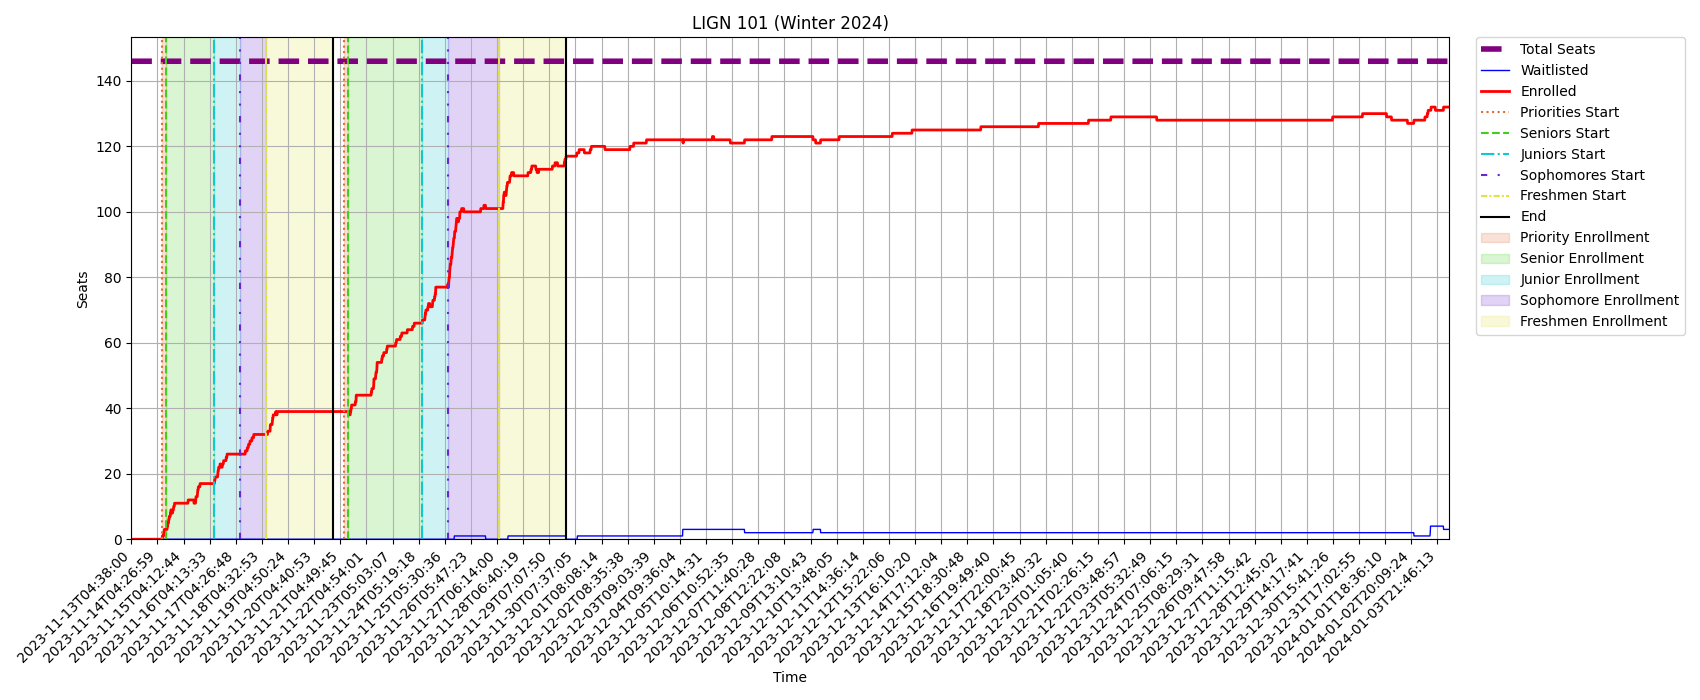 LIGN 101 (Winter 2024)
Seats
140
120
100
80
60
40
20
0
2023-11-13T04:38:00
2023-11-14T04:26:59
2023-11-15T04:12:44
2023-11-16T04:13:33
2023-11-17T04:26:48
2023-11-18T04:32:53
2023-11-19T04:50:24
2023-11-20T04:40:53
2023-11-21T04:49:45
2023-11-22T04:54:01
2023-11-23T05:03:07
2023-11-24T05:19:18
2023-11-25T05:30:36
2023-11-26T05:47:23
2023-11-27T06:14:00
2023-11-28T06:40:19
2023-11-29T07:07:50
2023-11-30T07:37:05
2023-12-01T08:08:14
2023-12-02T08:35:38
2023-12-03T09:03:39
2023-12-04T09:36:04
2023-12-05T10:14:31
2023-12-06T10:52:35
2023-12-07T11:40:28
2023-12-08T12:22:08
2023-12-09T13:10:43
2023-12-10T13:48:05
2023-12-11T14:36:14
2023-12-12T15:22:06
2023-12-13T16:10:20
2023-12-14T17:12:04
2023-12-15T18:30:48
2023-12-16T19:49:40
2023-12-17T22:00:45
2023-12-18T23:40:32
2023-12-20T01:05:40
2023-12-21T02:26:15
2023-12-22T03:48:57
2023-12-23T05:32:49
2023-12-24T07:06:15
2023-12-25T08:29:31
2023-12-26T09:47:58
2023-12-27T11:15:42
2023-12-28T12:45:02
2023-12-29T14:17:41
2023-12-30T15:41:26
2023-12-31T17:02:55
2024-01-01T18:36:10
2024-01-02T20:09:24
2024-01-03T21:46:13
Time
Total Seats
Waitlisted
Enrolled
Priorities Start
Seniors Start
Juniors Start
Sophomores Start
Freshmen Start
End
Priority Enrollment
Senior Enrollment
Junior Enrollment
Sophomore Enrollment
Freshmen Enrollment